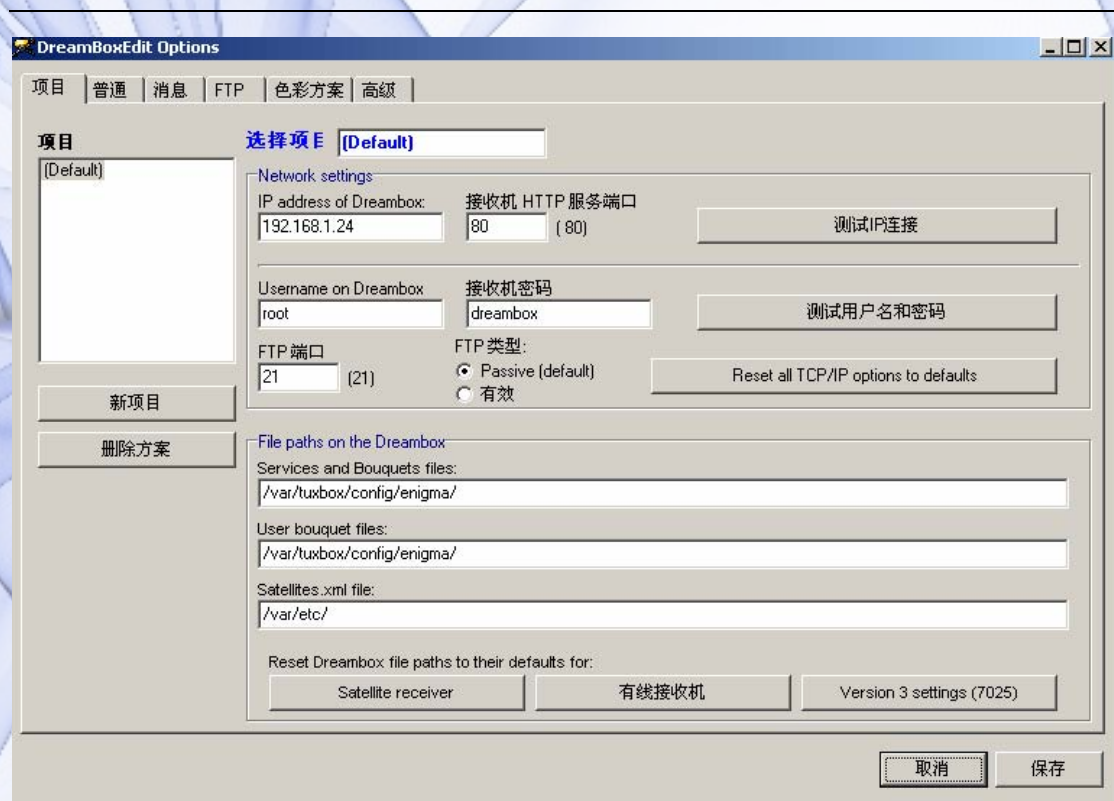 DreamBoxEdit Options
项目 普通 消息 FTP 色彩方案 高级
项目
(Default)
新项目
删除方案
选择项目 (Default)
Network settings
IP address of Dreambox: 接收机 HTTP 服务端口
192.168.1.24 80 ( 80) 测试IP连接
Username on Dreambox 接收机密码
root dreambox 测试用户名和密码
FTP 端口 FTP 类型:
21 (21) Passive (default) Reset all TCP/IP options to defaults
有效
File paths on the Dreambox
Services and Bouquets files:
/var/tuxbox/config/enigma/
User bouquet files:
/var/tuxbox/config/enigma/
Satellites.xml file:
/var/etc/
Reset Dreambox file paths to their defaults for:
Satellite receiver 有线接收机 Version 3 settings (7025)
取消 保存